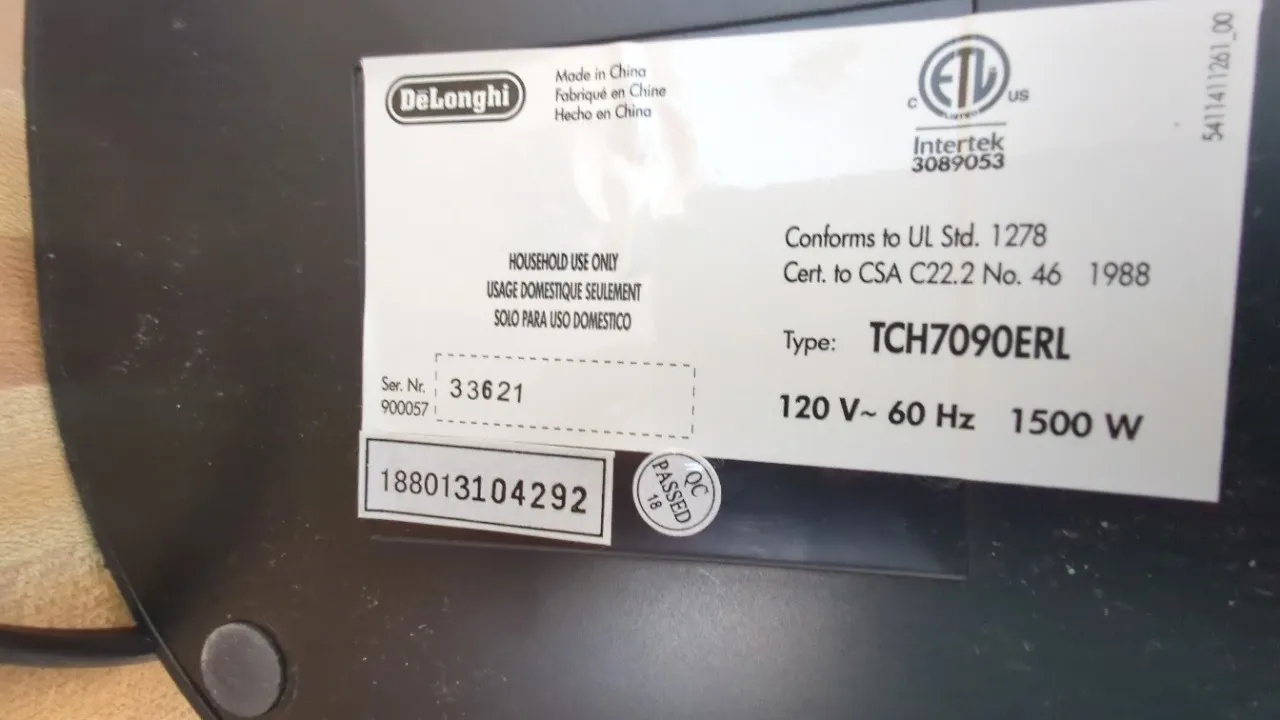 DeLonghi
Made in China
Fabriqué en Chine
Hecho en China
c ETL us
LISTED
Intertek
3089053
5411411261_00
HOUSEHOLD USE ONLY
USAGE DOMESTIQUE SEULEMENT
SOLO PARA USO DOMESTICO
Conforms to UL Std. 1278
Cert. to CSA C22.2 No. 46 1988
Type: TCH7090ERL
120 V~ 60 Hz 1500 W
Ser. Nr. 33621
900057
188013104292
QC
PASSED
18